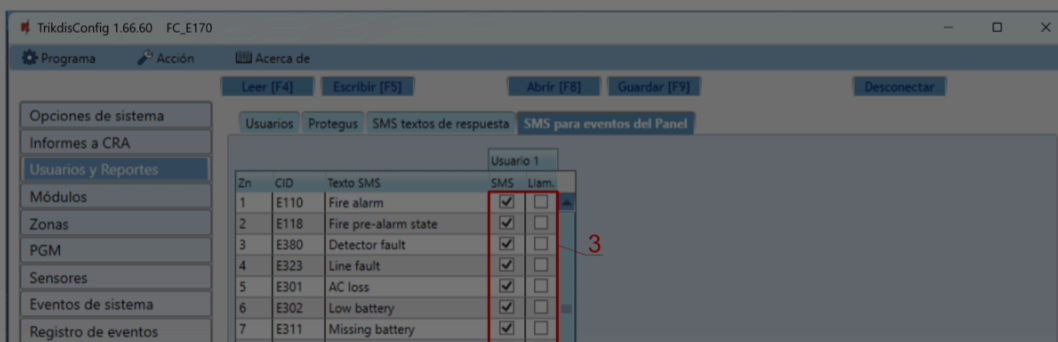 TrikdisConfig 1.66.60 FC_E170
Programa Acción Acerca de
Leer [F4] Escribir [F5] Abrir [F8] Guardar [F9] Desconectar
Opciones de sistema
Informes a CRA
Usuarios y Reportes
Módulos
Zonas
PGM
Sensores
Eventos de sistema
Registro de eventos
Usuarios Protegus SMS textos de respuesta SMS para eventos del Panel
Usuario 1
Zn CID Texto SMS SMS Llam.
1 E110 Fire alarm
2 E118 Fire pre-alarm state
3 E380 Detector fault
4 E323 Line fault
5 E301 AC loss
6 E302 Low battery
7 E311 Missing battery
3